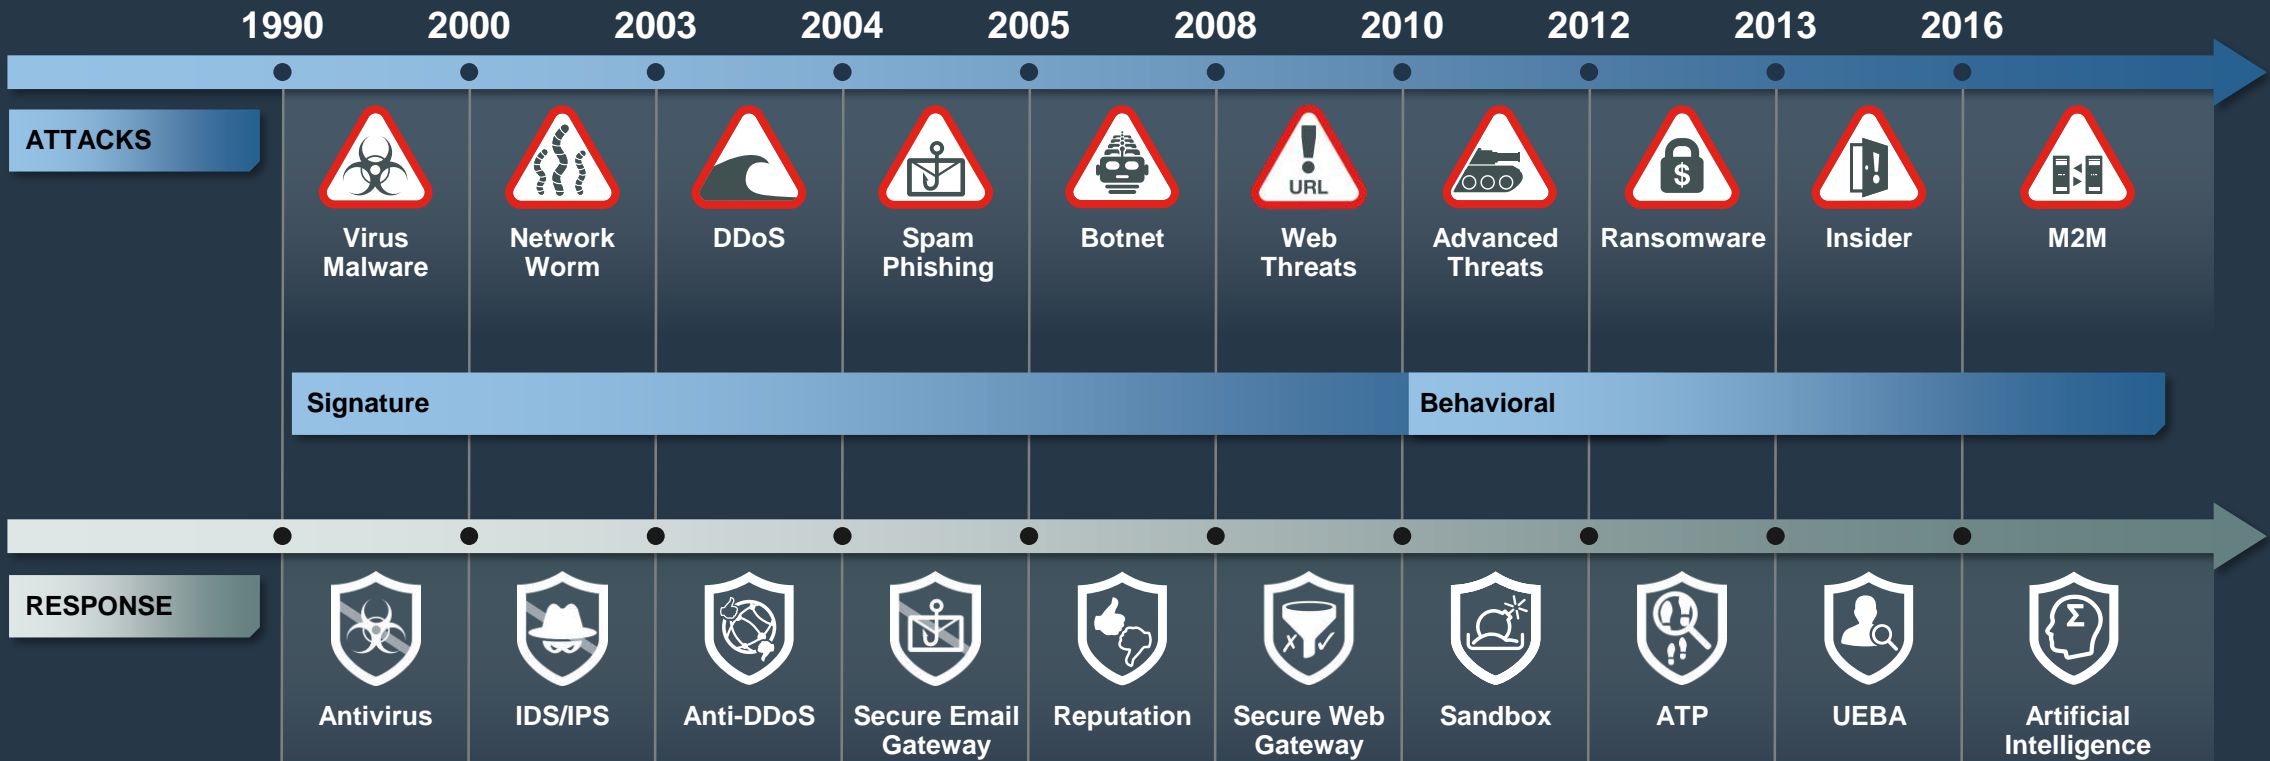 1990 2000 2003 2004 2005 2008 2010 2012 2013 2016
ATTACKS
URL
$
Virus
Malware
Network
Worm
DDoS
Spam
Phishing
Botnet
Web
Threats
Advanced
Threats
Ransomware
Insider
M2M
Signature
Behavioral
RESPONSE
Σ
Antivirus
IDS/IPS
Anti-DDoS
Secure Email
Gateway
Reputation
Secure Web
Gateway
Sandbox
ATP
UEBA
Artificial
Intelligence